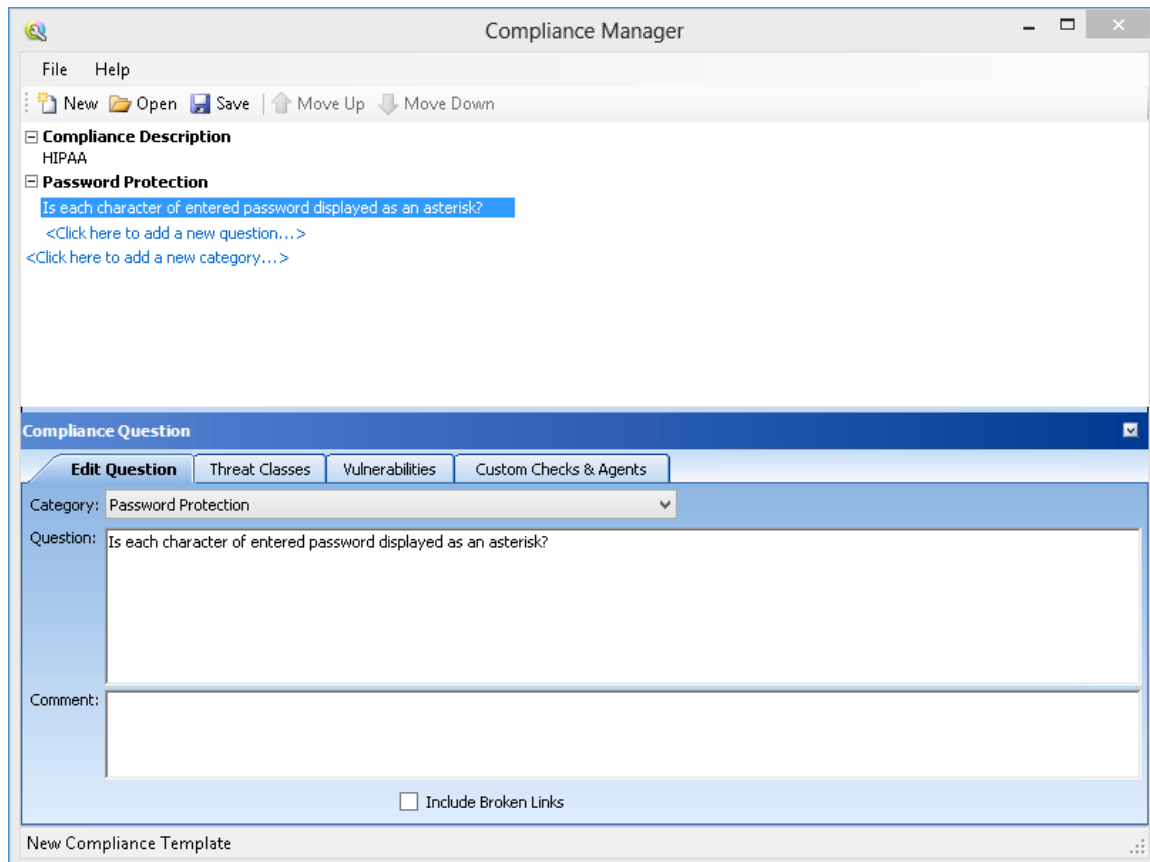 Compliance Manager
File Help
New Open Save Move Up Move Down
Compliance Description
HIPAA
Password Protection
Is each character of entered password displayed as an asterisk?
<Click here to add a new question...>
<Click here to add a new category...>
Compliance Question
Edit Question Threat Classes Vulnerabilities Custom Checks & Agents
Category: Password Protection
Question: Is each character of entered password displayed as an asterisk?
Comment:
Include Broken Links
New Compliance Template